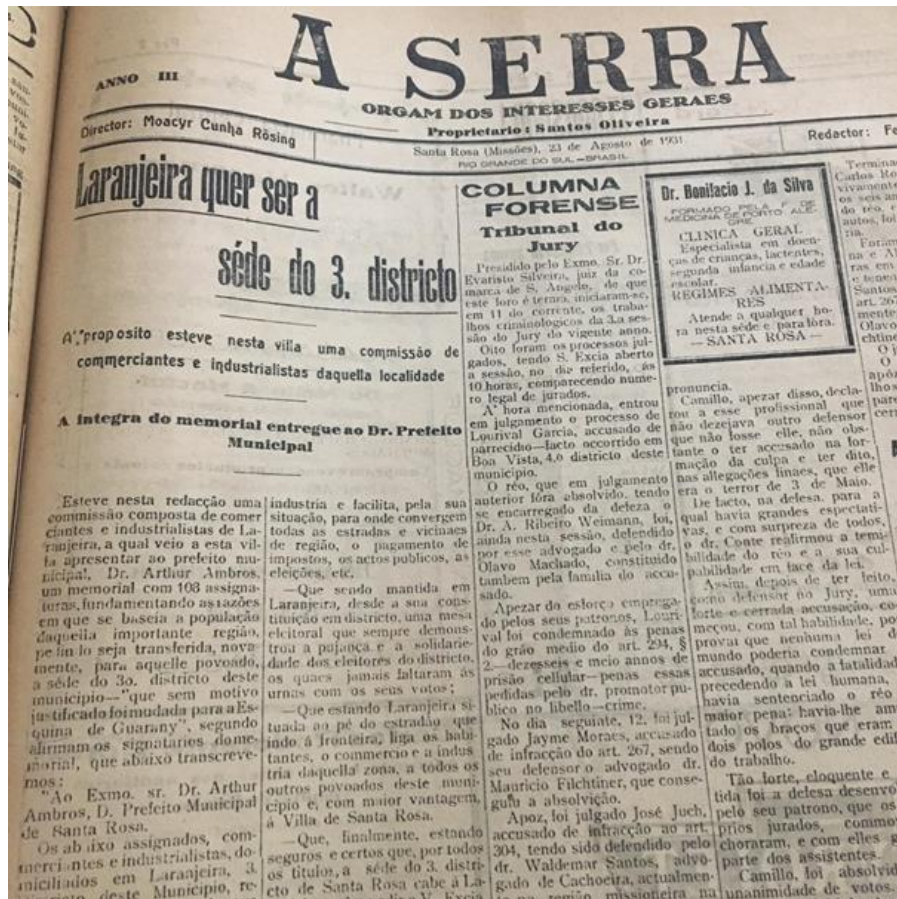 A SERRA
ANNO III
ORGAM DOS INTERESSES GERAES
Proprietario: Santos Oliveira
Director: Moacyr Cunha Rösing
Santa Rosa (Missões), 23 de Agosto de 1931
RIO GRANDE DO SUL – BRASIL
Redactor:
Laranjeira quer ser a
séde do 3. districto
A' proposito esteve nesta villa uma commissão de
commerciantes e industrialistas daquella localidade
A integra do memorial entregue ao Dr. Prefeito
Municipal
Esteve nesta redacção uma
commissão composta de comer
ciantes e industrialistas de La-
ranjeira, a qual veio a esta vil-
la apresentar ao prefeito mu-
nicipal, Dr. Arthur Ambros,
um memorial com 108 assigna-
turas, fundamentando as razões
em que se baseia a população
daquella importante região,
pe lin lo seja transferida, nova-
mente, para aquelle povoado,
a séde do 3o. districto deste
municipio—"que sem motivo
justificado foi mudada para a Es-
quina de Guarany", segundo
affirmam os signatarios do me-
morial, que abaixo transcreve-
mos:
Ao Exmo. sr. Dr. Arthur
Ambros, D. Prefeito Municipal
de Santa Rosa.
Os ab ixo assignados, com-
merciantes e industrialistas, do-
miciliados em Laranjeira, 3.
deste Municipio, re-
industria e facilita, pela sua
situação, para onde convergem
todas as estradas e vicinaes
de região, o pagamento de
impostos, os actos publicos, as
eleições, etc.
—Que sendo mantida em
Laranjeira, desde a sua cons-
tituição em districto, uma mesa
eleitoral que sempre demons-
trou a pujança e a solidarie-
dade dos eleitores do districto,
os quaes jamais faltaram ás
urnas com os seus votos;
—Que estando Laranjeira si-
tuada ao pé do estradão que
indo á fronteira, liga os habi-
tantes, o commercio e a indus
tria daquella zona, a todos os
outros povoados deste muni-
cipio e, com maior vantagem,
á Villa de Santa Rosa.
—Que, finalmente, estando
seguros e certos que, por todos
os titulos, a séde do 3. distri-
cto de Santa Rosa cabe á La-
V. Excia
COLUMNA
FORENSE
Tribunal do
Jury
Presidido pelo Exmo. Sr. Dr.
Evaristo Silveira, juiz da co-
marca de S. Angelo, de que
este foro é termo, iniciaram-se,
em 11 do corrente, os traba-
lhos criminologicos da 3.a ses-
são do Jury do vigente anno.
Oito foram os processos jul-
gados, tendo S. Excia aberto
a sessão, no dia referido, ás
10 horas, comparecendo nume-
ro legal de jurados.
A' hora mencionada, entrou
em julgamento o processo de
Lourival Garcia, accusado de
parrecidio—facto occorrido em
Boa Vista, 4.o districto deste
municipio.
O réo, que em julgamento
anterior fôra absolvido, tendo
se encarregado da defeza o
Dr. A. Ribeiro Weimann, foi,
ainda nesta sessão, defendido
por esse advogado e pelo dr.
Olavo Machado, constituido
tambem pela familia do accu-
sado.
Apezar do esforço emprega-
do pelos seus patronos, Louri-
val foi condemnado às penas
do gráo medio do art. 294, §
2.—dezesseis e meio annos de
prisão cellular—penas essas
pedidas pelo dr. promotor pu-
blico no libello—crime.
No dia seguiute, 12, foi jul-
gado Jayme Moraes, accusado
de infracção do art. 267, sendo
seu defensor o advogado dr.
Mauricio Filchtiner, que conse-
guiu a absolvição.
Apoz, foi julgado José Juch,
accusado de infracção ao art.
304, tendo sido defendido pelo
dr. Waldemar Santos, advo-
gado de Cachoeira, actualmen-
te na região missioneira na
Dr. Bonifacio J. da Silva
FORMADO PELA F. DE
MEDICINA DE PORTO ALE-
GRE
CLINICA GERAL
Especialista em doen-
ças de crianças, lactentes,
segunda infancia e edade
escolar.
REGIMES ALIMENTA-
RES
Attende a qualquer ho-
ra nesta séde e para fóra.
— SANTA ROSA —
pronuncia.
Camillo, apezar disso, decla-
rou a esse profissional que
não dezejava outro defensor
que não fosse elle, não obs-
tante o ter accusado na for-
mação da culpa e ter dito,
nas allegações finaes, que elle
era o terror de 3 de Maio.
De facto, na defesa, para a
qual havia grandes expectati-
vas, e com surpreza de todos,
o dr. Conte reafirmou a temi-
bilidade do réo e a sua cul-
pabilidade em face da lei.
Assim, depois de ter feito,
como defensor no Jury, uma
forte e cerrada accusação, co-
meçou, com tal habilidade, po
provar que nenhuma lei d
mundo poderia condemnar
accusado, quando a fatalidad
precedendo a lei humana,
havia sentenciado o réo
maior pena: havia-lhe am
tado os braços que eram
dois polos do grande edif
do trabalho.
Tão forte, eloquente e
tida foi a defesa desenvo
pelo seu patrono, que os
prios jurados, commo
choraram, e com elles g
parte dos assistentes.
Camillo, foi absolvid
unanimidade de votos.